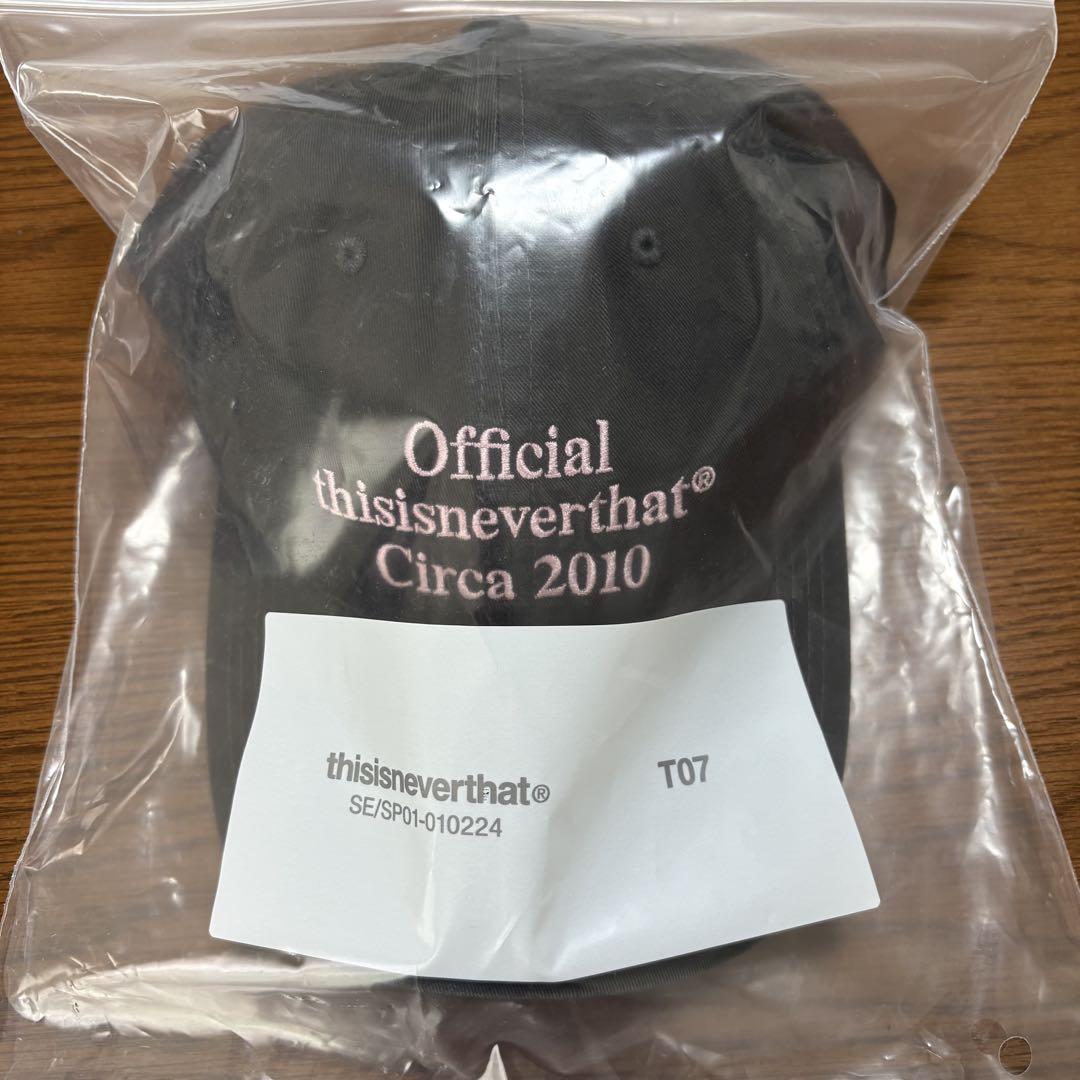 Official
thisisneverthat®
Circa 2010
thisisneverthat® T07
SE/SP01-010224